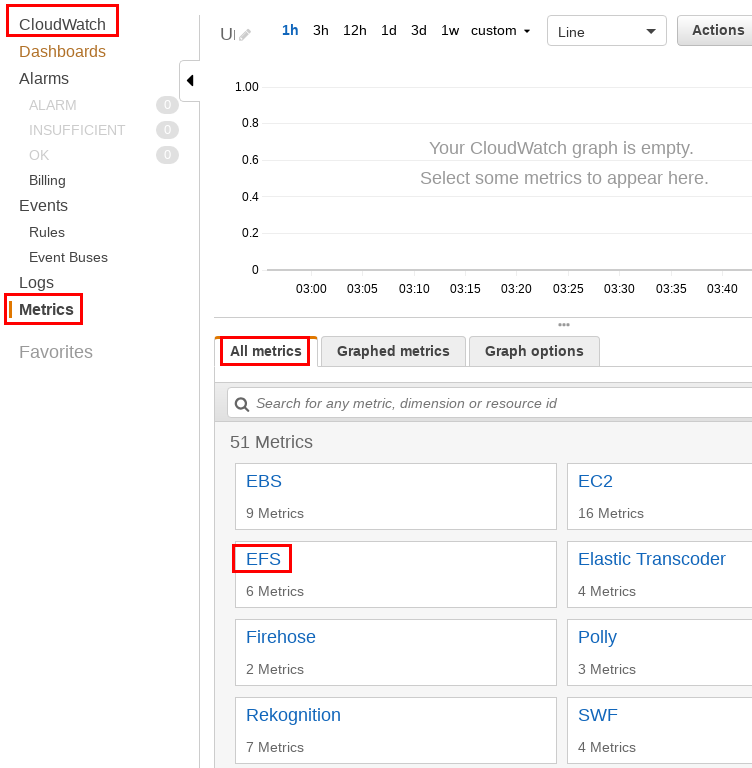 CloudWatch
Dashboards
Alarms
ALARM 0
INSUFFICIENT 0
OK 0
Billing
Events
Rules
Event Buses
Logs
Metrics
Favorites
1h 3h 12h 1d 3d 1w custom Line Actions
1.00
0.8
0.6
0.4
0.2
0
Your CloudWatch graph is empty.
Select some metrics to appear here.
03:00 03:05 03:10 03:15 03:20 03:25 03:30 03:35 03:40
All metrics Graphed metrics Graph options
Search for any metric, dimension or resource id
51 Metrics
EBS
9 Metrics
EC2
16 Metrics
EFS
6 Metrics
Elastic Transcoder
4 Metrics
Firehose
2 Metrics
Polly
3 Metrics
Rekognition
7 Metrics
SWF
4 Metrics